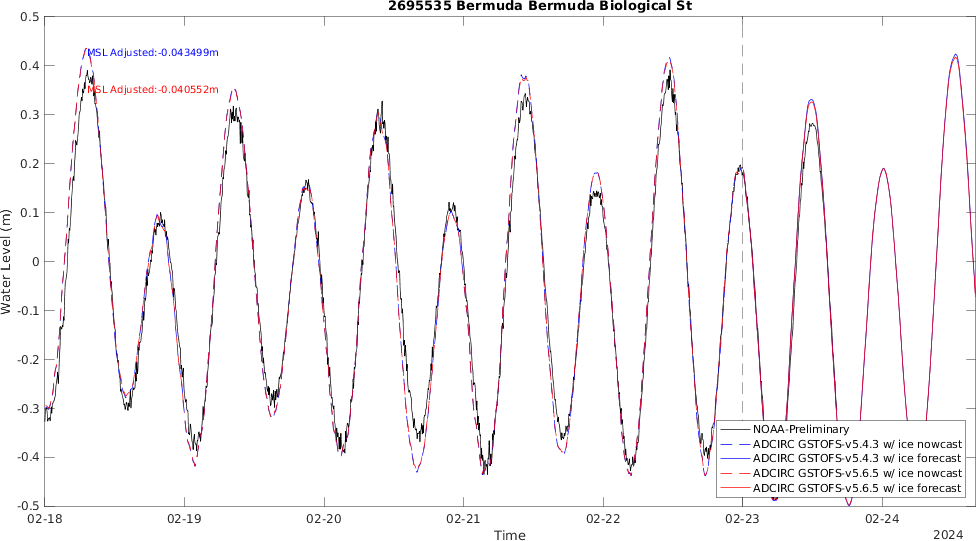 2695535 Bermuda Bermuda Biological St
0.5
0.4
0.3
0.2
0.1
0
-0.1
-0.2
-0.3
-0.4
-0.5
Water Level (m)
MSL Adjusted:-0.043499m
MSL Adjusted:-0.040552m
NOAA-Preliminary
ADCIRC GSTOFS-v5.4.3 w/ ice nowcast
ADCIRC GSTOFS-v5.4.3 w/ ice forecast
ADCIRC GSTOFS-v5.6.5 w/ ice nowcast
ADCIRC GSTOFS-v5.6.5 w/ ice forecast
02-18 02-19 02-20 02-21 02-22 02-23 02-24
Time
2024